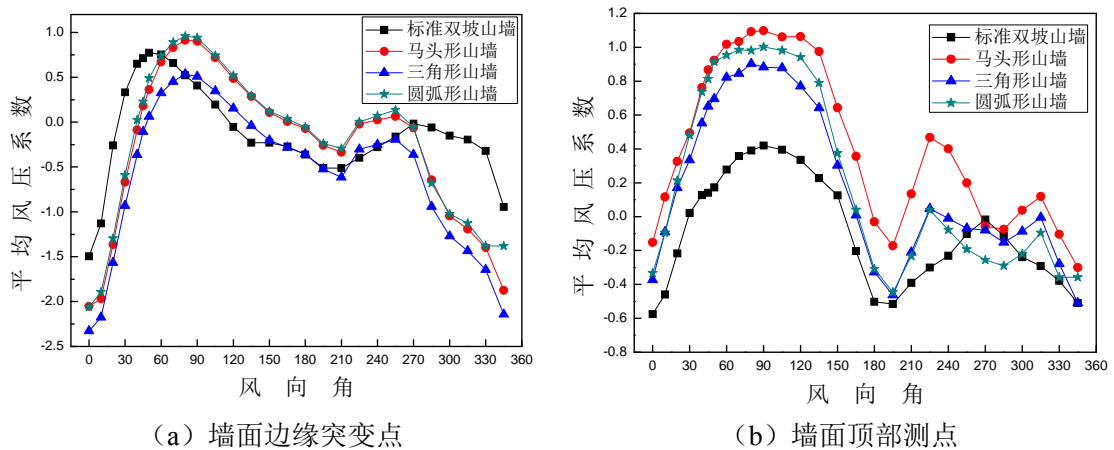 平均风压系数
1.0
0.5
0.0
-0.5
-1.0
-1.5
-2.0
-2.5
标准双坡山墙
马头形山墙
三角形山墙
圆弧形山墙
0 30 60 90 120 150 180 210 240 270 300 330 360
风 向 角
(a)墙面边缘突变点
平均风压系数
1.2
1.0
0.8
0.6
0.4
0.2
0.0
-0.2
-0.4
-0.6
-0.8
标准双坡山墙
马头形山墙
三角形山墙
圆弧形山墙
0 30 60 90 120 150 180 210 240 270 300 330 360
风 向 角
(b)墙面顶部测点